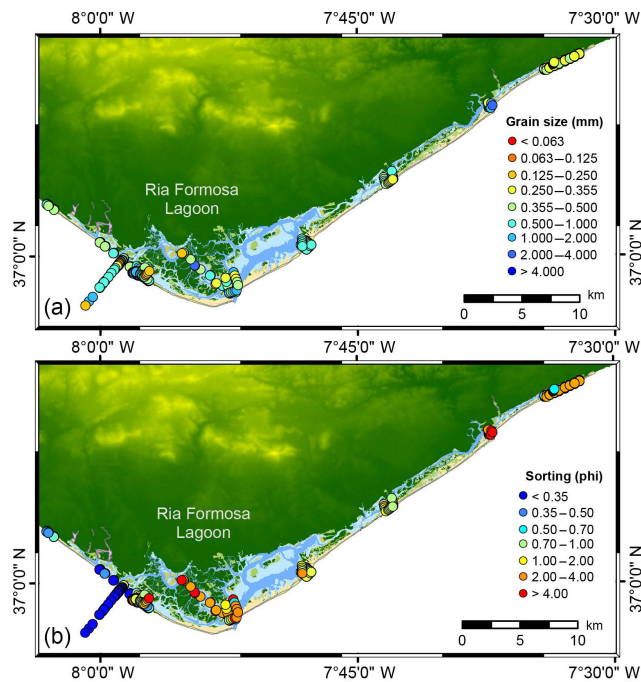 8°0'0" W 7°45'0" W 7°30'0" W
Grain size (mm)
< 0.063
0.063–0.125
0.125–0.250
0.250–0.355
0.355–0.500
0.500–1.000
1.000–2.000
2.000–4.000
> 4.000
Ria Formosa
Lagoon
37°0'0" N
37°0'0" N
(a)
km
0 5 10
8°0'0" W 7°45'0" W 7°30'0" W
Sorting (phi)
< 0.35
0.35–0.50
0.50–0.70
0.70–1.00
1.00–2.00
2.00–4.00
> 4.00
Ria Formosa
Lagoon
37°0'0" N
37°0'0" N
(b)
km
0 5 10
8°0'0" W 7°45'0" W 7°30'0" W